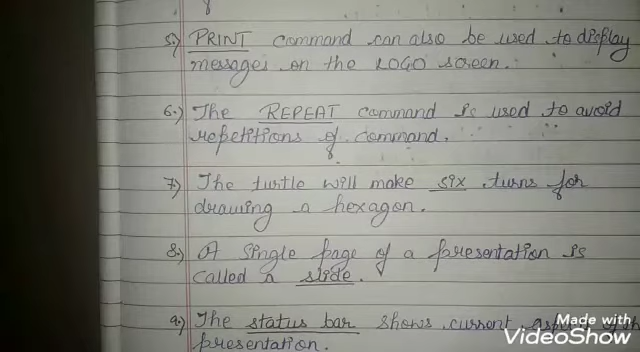 5.) PRINT command can also be used to display
messages on the LOGO screen.
6.) The REPEAT command is used to avoid
repetitions of command.
7.) The turtle will make six turns for
drawing a hexagon.
8.) A single page of a presentation is
called a slide.
9.) The status bar shows current
presentation.
Made with
VideoShow